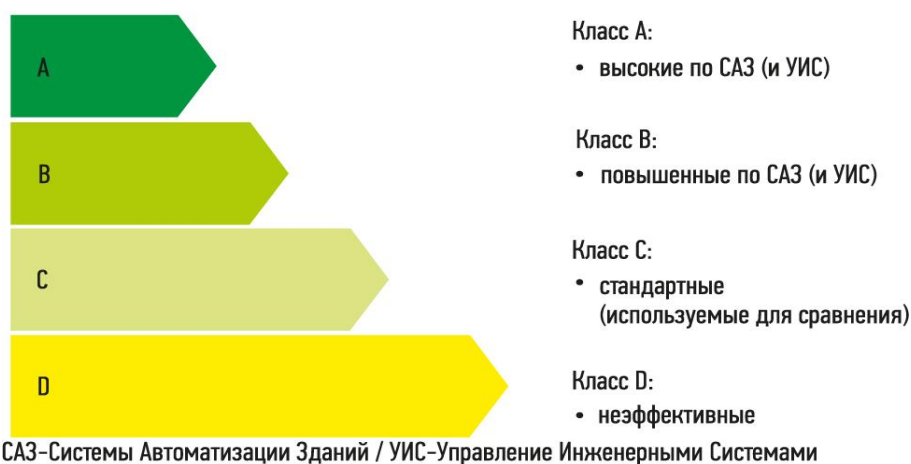 A
Класс A:
• высокие по САЗ (и УИС)
B
Класс B:
• повышенные по САЗ (и УИС)
C
Класс C:
• стандартные
(используемые для сравнения)
D
Класс D:
• неэффективные
САЗ-Системы Автоматизации Зданий / УИС-Управление Инженерными Системами